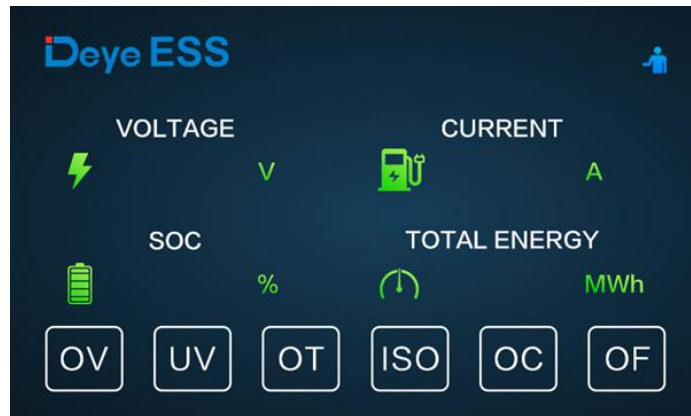 Deye ESS
VOLTAGE CURRENT
V A
SOC TOTAL ENERGY
% MWh
OV UV OT ISO OC OF